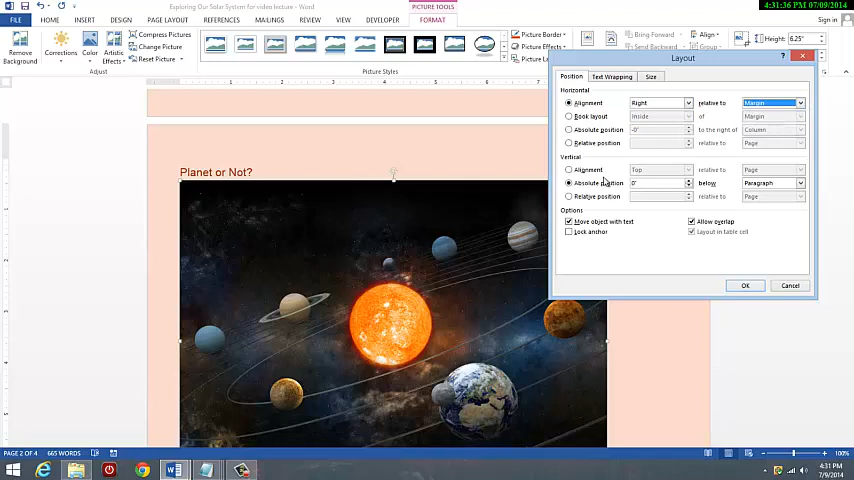 4:31:36 PM 07/09/2014
Exploring Our Solar System for video lecture - Word
PICTURE TOOLS
Sign in
FILE HOME INSERT DESIGN PAGE LAYOUT REFERENCES MAILINGS REVIEW VIEW DEVELOPER FORMAT
Remove Background
Corrections
Color
Artistic Effects
Compress Pictures
Change Picture
Reset Picture
Adjust
Picture Styles
Picture Border
Picture Effects
Bring Forward
Send Backward
Align
Height: 6.25"
Layout
Position Text Wrapping Size
Horizontal
Alignment Right relative to Margin
Book layout Inside of Margin
Absolute position -0" to the right of Column
Relative position relative to Page
Vertical
Alignment Top relative to Page
Absolute position 0" below Paragraph
Relative position relative to Page
Options
Move object with text Allow overlap
Lock anchor Layout in table cell
OK Cancel
Planet or Not?
PAGE 2 OF 4 665 WORDS
100%
4:31 PM
7/9/2014